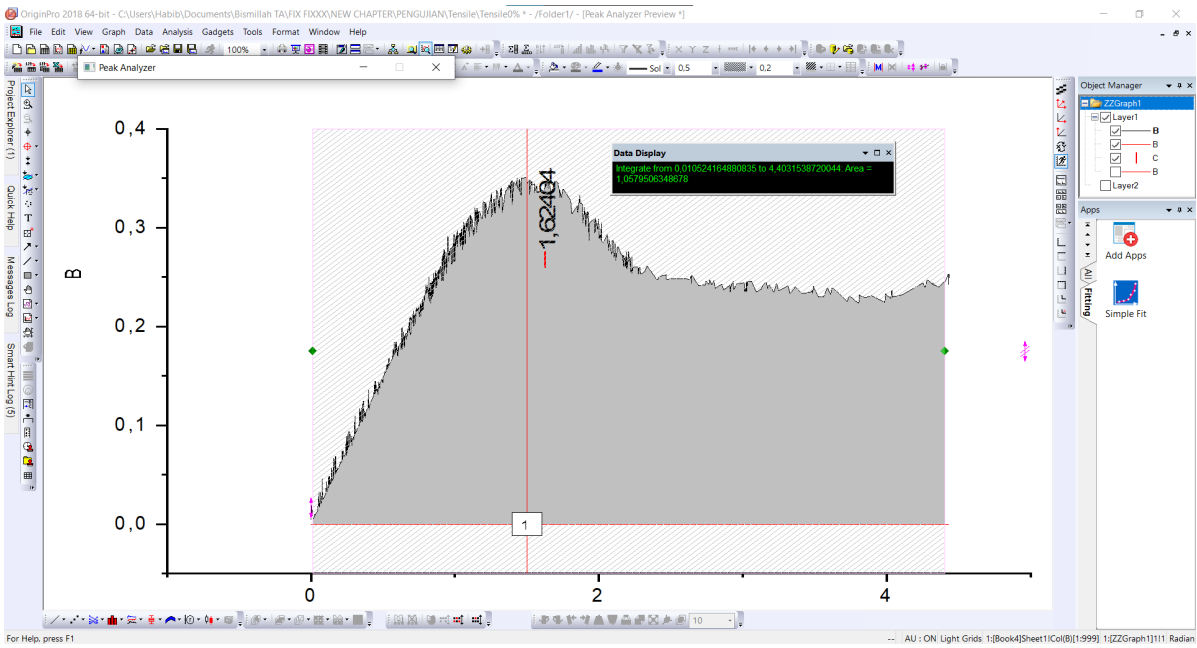 OriginPro 2018 64-bit - C:\Users\Habib\Documents\Bismillah TA\FIX FIXXX\NEW CHAPTER\PENGUJIAN\Tensile\Tensile0% * - /Folder1/ - [Peak Analyzer Preview *]
File Edit View Graph Data Analysis Gadgets Tools Format Window Help
100%
Peak Analyzer
Sol 0.5 0.2
Project Explorer (1)
Quick Help
Messages Log
Smart Hint Log (5)
T
0,4
0,3
0,2
0,1
0,0
B
1,62404
Data Display
Integrate from 0,010524164880835 to 4,4031538720044: Area =
1,0579506348678
1
0 2 4
Object Manager
ZZGraph1
Layer1
B
B
C
B
Layer2
Apps
Add Apps
Simple Fit
All
Fitting
10
For Help, press F1
-- AU : ON Light Grids 1:[Book4]Sheet1!Col(B)[1:999] 1:[ZZGraph1]1!1 Radian